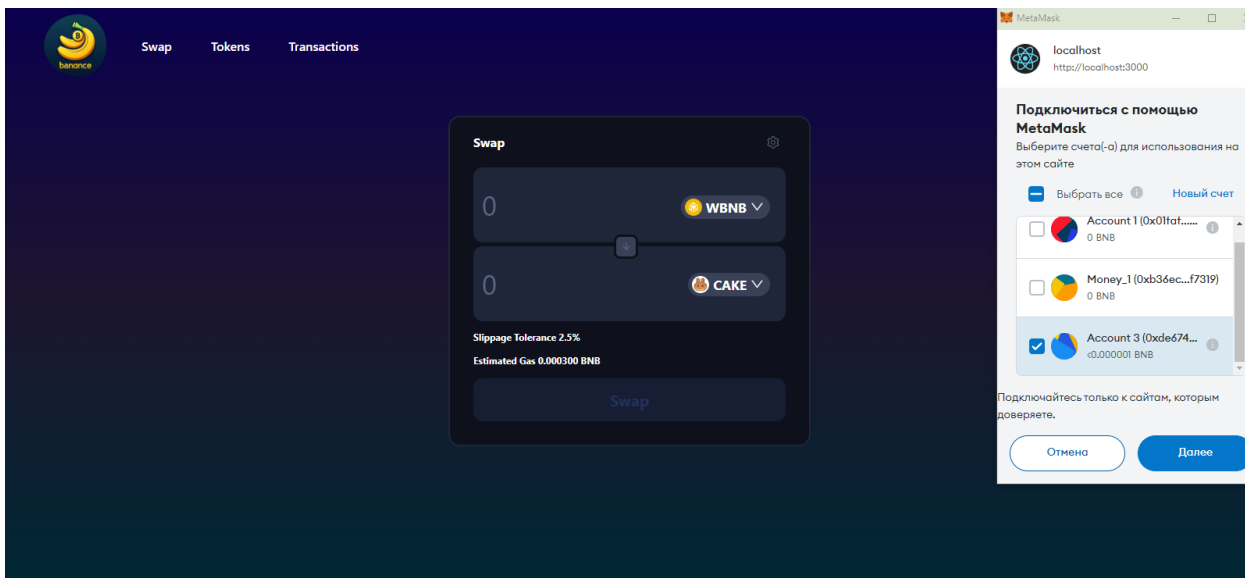 banance
Swap
Tokens
Transactions
Swap
0
WBNB
0
CAKE
Slippage Tolerance 2.5%
Estimated Gas 0.000300 BNB
Swap
MetaMask
localhost
http://localhost:3000
Подключиться с помощью
MetaMask
Выберите счета(-а) для использования на
этом сайте
Выбрать все
Новый счет
Account 1 (0x01faf......
0 BNB
Money_1 (0xb36ec...f7319)
0 BNB
Account 3 (0xde674...
<0.000001 BNB
Подключайтесь только к сайтам, которым
доверяете.
Отмена
Далее